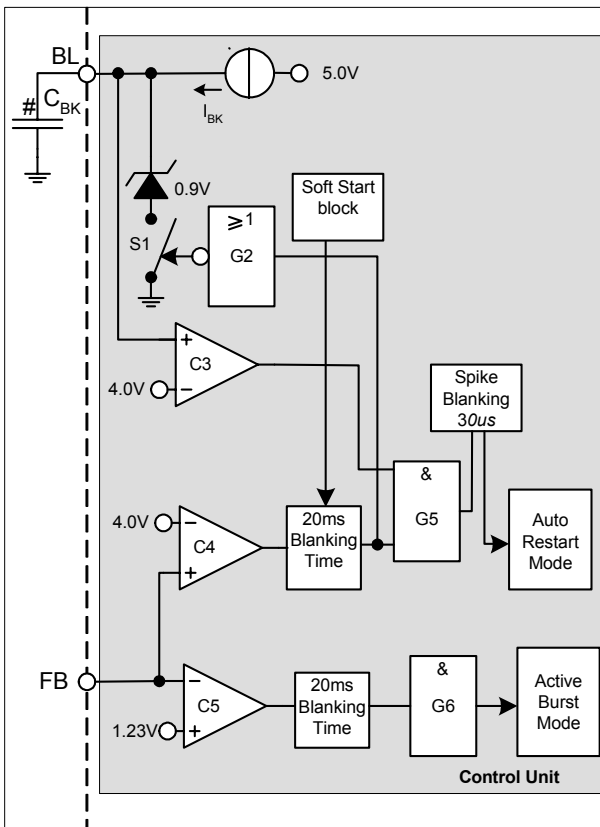 BL
5.0V
#
C_BK
I_BK
0.9V
Soft Start
block
≥1
G2
S1
+
C3
4.0V
−
Spike
Blanking
30us
&
G5
4.0V
−
C4
+
20ms
Blanking
Time
Auto
Restart
Mode
FB
−
C5
1.23V
+
20ms
Blanking
Time
&
G6
Active
Burst
Mode
Control Unit